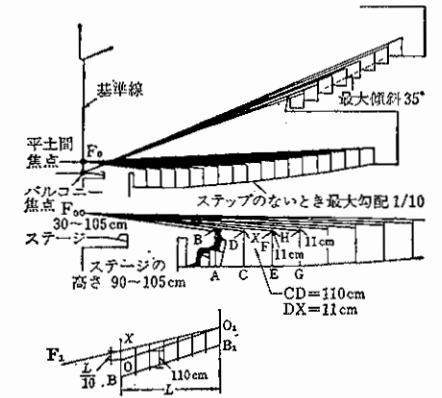 基準線
最大傾斜35°
平土間
焦点
F₀
バルコニー
焦点
F₀₀
ステップのないとき最大勾配1/10
30〜105cm
ステージ
B
D
X
F
H
11cm
11cm
ステージの
高さ 90〜105cm
A
C
E
G
CD=110cm
DX=11cm
F₁
X
O₁
B₁
L/10
O
B
110cm
L